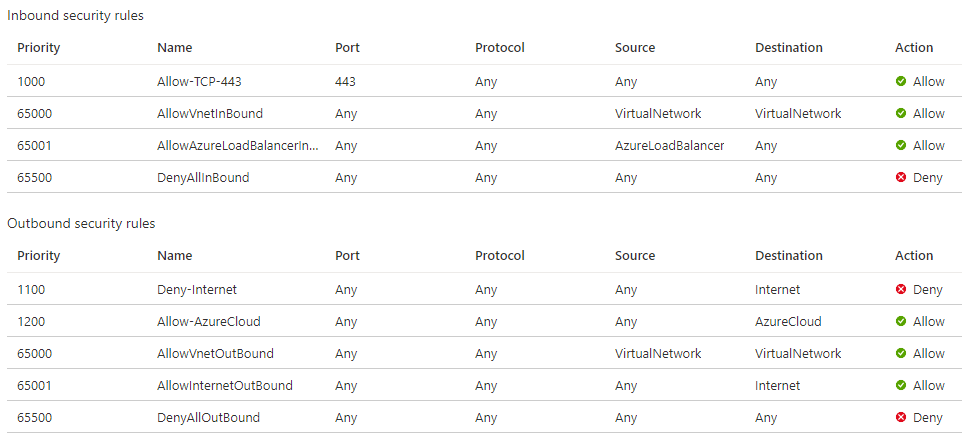 Inbound security rules
Priority Name Port Protocol Source Destination Action
1000 Allow-TCP-443 443 Any Any Any Allow
65000 AllowVnetInBound Any Any VirtualNetwork VirtualNetwork Allow
65001 AllowAzureLoadBalancerIn... Any Any AzureLoadBalancer Any Allow
65500 DenyAllInBound Any Any Any Any Deny
Outbound security rules
Priority Name Port Protocol Source Destination Action
1100 Deny-Internet Any Any Any Internet Deny
1200 Allow-AzureCloud Any Any Any AzureCloud Allow
65000 AllowVnetOutBound Any Any VirtualNetwork VirtualNetwork Allow
65001 AllowInternetOutBound Any Any Any Internet Allow
65500 DenyAllOutBound Any Any Any Any Deny